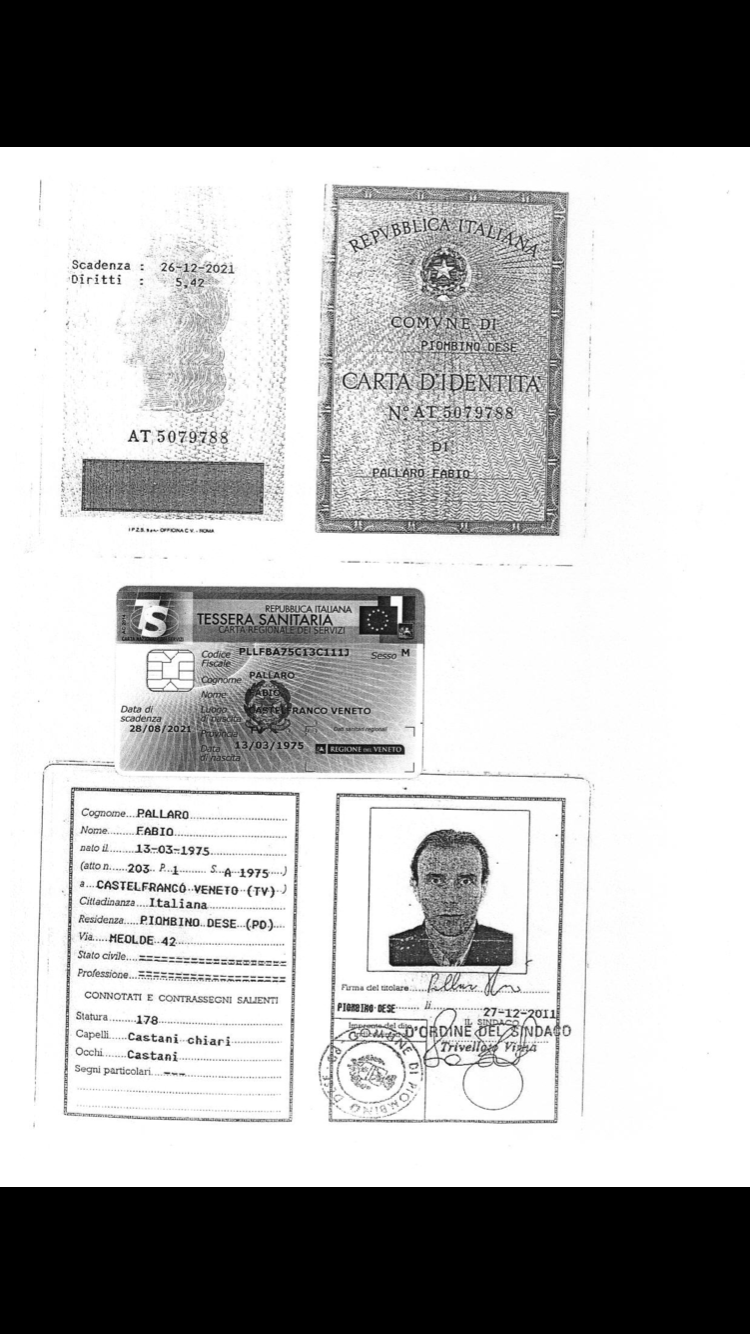 Scadenza : 26-12-2021
Diritti : 5,42
AT 5079788
I.P.Z.S. S.p.A. - OFFICINA C.V. - ROMA
REPVBBLICA ITALIANA
COMVNE DI
PIOMBINO DESE
CARTA D'IDENTITA'
N° AT 5079788
DI
PALLARO FABIO
TS
REPUBBLICA ITALIANA
TESSERA SANITARIA
CARTA REGIONALE DEI SERVIZI
Codice Fiscale PLLFBA75C13C111J Sesso M
Cognome PALLARO
Nome FABIO
Luogo di nascita CASTELFRANCO VENETO
Provincia TV
Data di nascita 13/03/1975
Data di scadenza
28/08/2021
Dati sanitari regionali
REGIONE DEL VENETO
Cognome PALLARO
Nome FABIO
nato il 13-03-1975
(atto n. 203 P. 1 S. A 1975)
a CASTELFRANCO VENETO (TV)
Cittadinanza Italiana
Residenza PIOMBINO DESE (PD)
Via MEOLDE 42
Stato civile ==================
Professione ==================
CONNOTATI E CONTRASSEGNI SALIENTI
Statura 178
Capelli Castani chiari
Occhi Castani
Segni particolari ---
Firma del titolare
PIOMBINO DESE li 27-12-2011
IL SINDACO
D'ORDINE DEL SINDACO
Impronta del dito
COMUNE DI PIOMBINO DESE